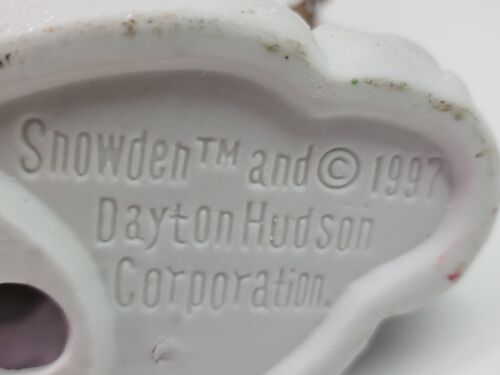 Snowden™ and © 1997
Dayton Hudson
Corporation.